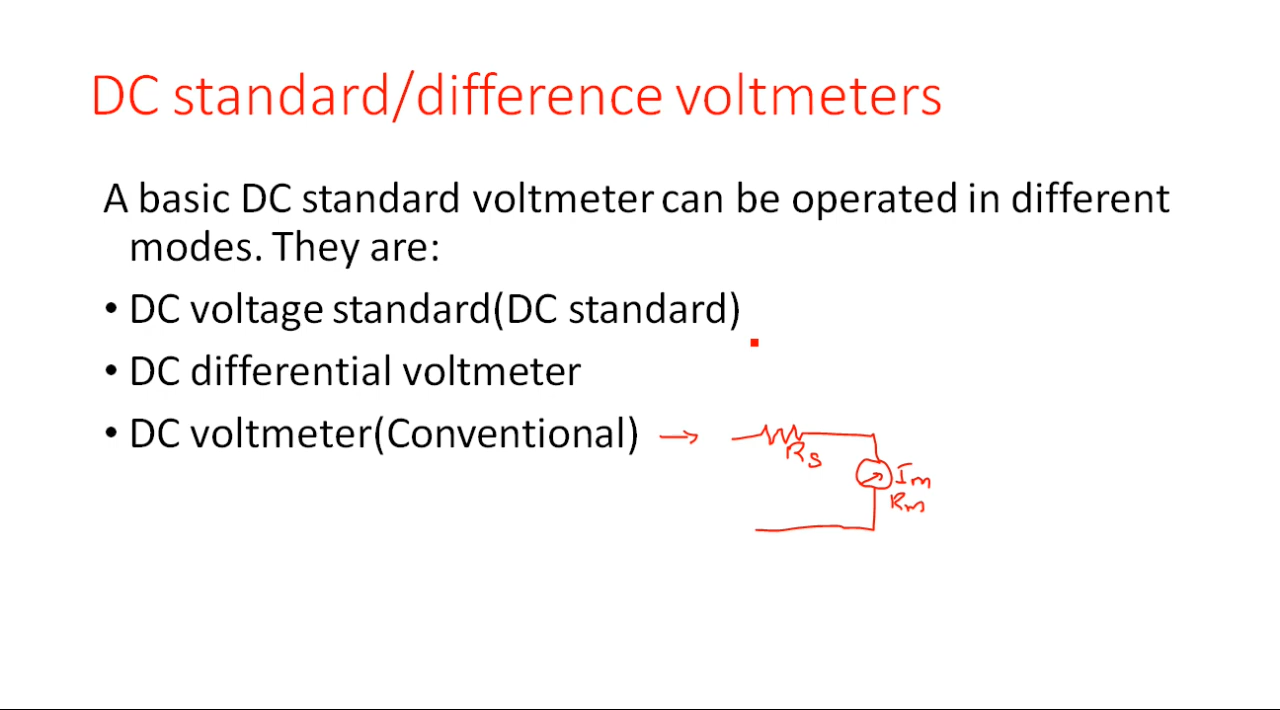 DC standard/difference voltmeters
A basic DC standard voltmeter can be operated in different
modes. They are:
• DC voltage standard(DC standard)
• DC differential voltmeter
• DC voltmeter(Conventional) →
Rs
Im
Rm